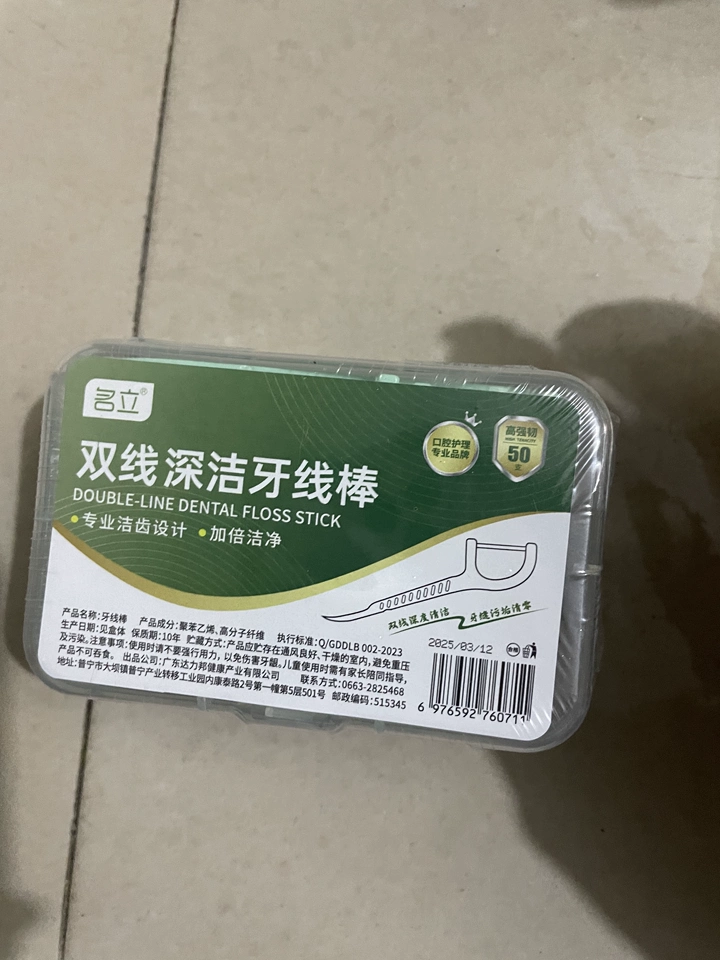 名立®
双线 深洁牙线棒
DOUBLE-LINE DENTAL FLOSS STICK
专业洁齿设计 加倍洁净
口腔护理
专业品牌
高强韧
HIGH TENACITY
50
支
双线深度清洁 牙缝污垢清零
产品名称:牙线棒 产品成分:聚苯乙烯、高分子纤维 执行标准:Q/GDDLB 002-2023
生产日期:见盒体 保质期:10年 贮藏方式:产品应贮存在通风良好、干燥的室内,避免重压
及污染。注意事项:使用时请不要强行用力,以免伤害牙龈。儿童使用时需有家长陪同指导,
产品不可吞食。 出品公司:广东达力邦健康产业有限公司 联系方式:0663-2825468
地址:普宁市大坝镇普宁产业转移工业园内康泰路2号第一幢第5层501号 邮政编码:515345
2025/03/12
合格
6 976592 760711